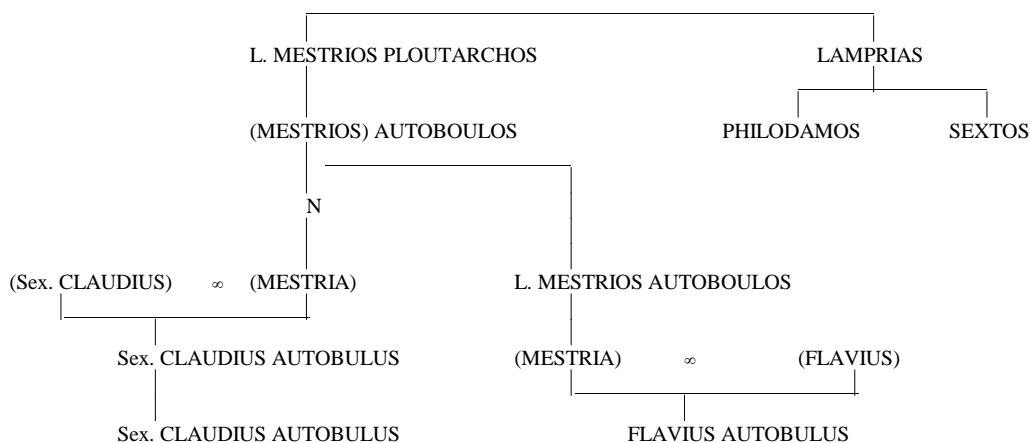 L. MESTRIOS PLOUTARCHOS LAMPRIAS
(MESTRIOS) AUTOBOULOS PHILODAMOS SEXTOS
N
(Sex. CLAUDIUS) ∞ (MESTRIA) L. MESTRIOS AUTOBOULOS
Sex. CLAUDIUS AUTOBULUS (MESTRIA) ∞ (FLAVIUS)
Sex. CLAUDIUS AUTOBULUS FLAVIUS AUTOBULUS